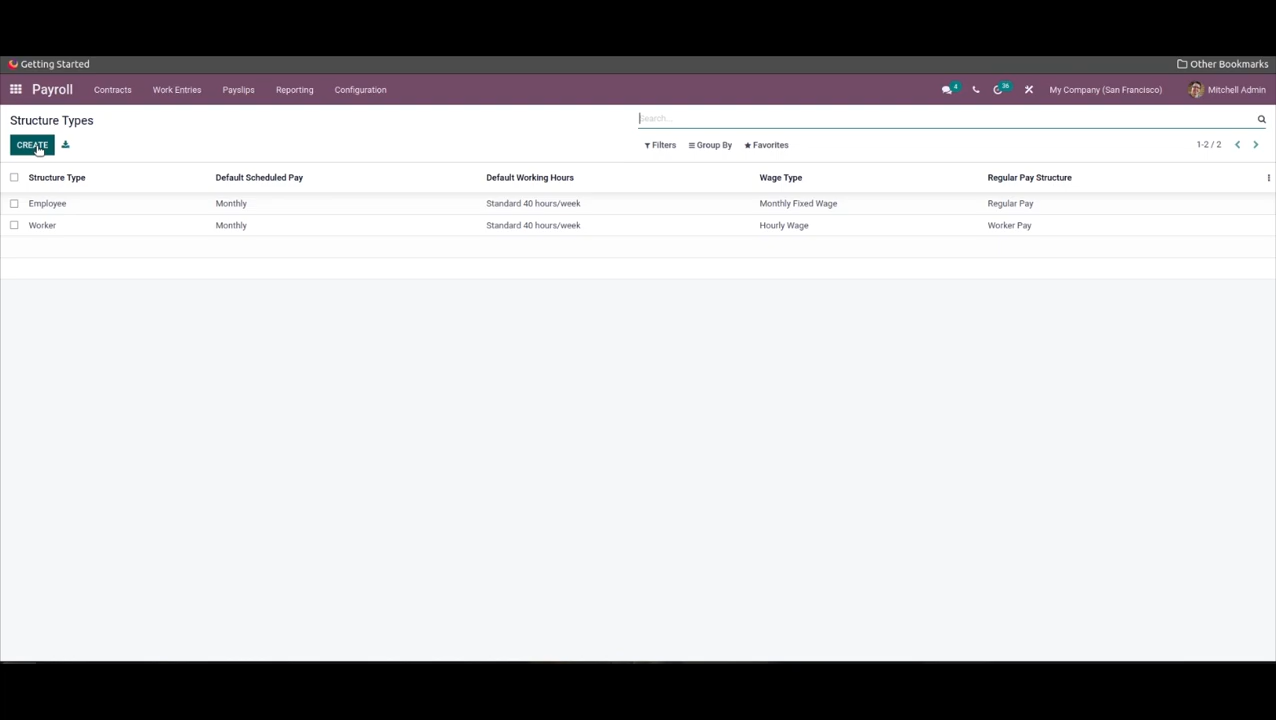 Getting Started Other Bookmarks
Payroll Contracts Work Entries Payslips Reporting Configuration 4 36 My Company (San Francisco) Mitchell Admin
Structure Types Search...
CREATE Filters Group By Favorites 1-2 / 2
Structure Type Default Scheduled Pay Default Working Hours Wage Type Regular Pay Structure
Employee Monthly Standard 40 hours/week Monthly Fixed Wage Regular Pay
Worker Monthly Standard 40 hours/week Hourly Wage Worker Pay